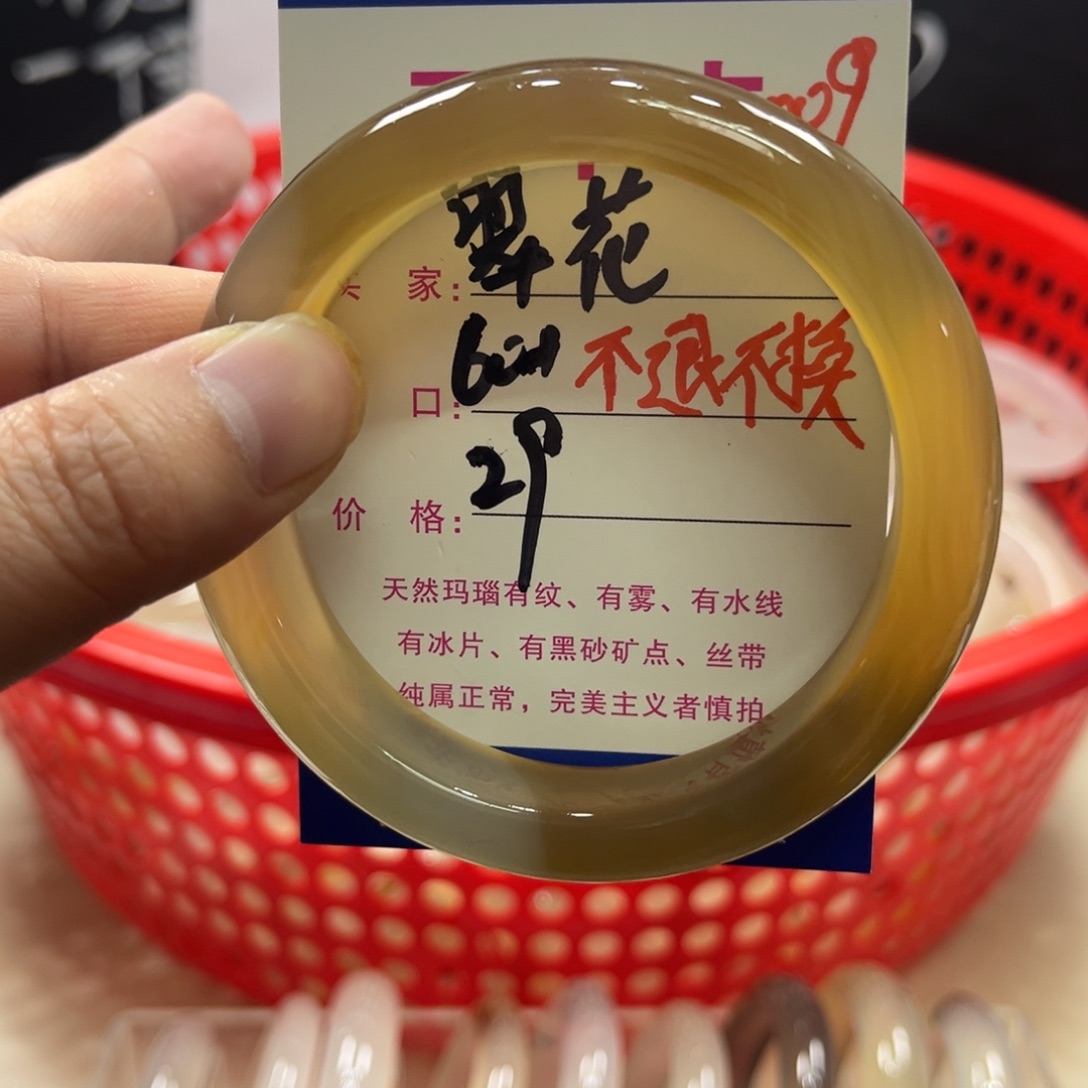 翠花
家：
6cm 不退不换
口：
29
价 格：
天然玛瑙有纹、有雾、有水线
有冰片、有黑砂矿点、丝带
纯属正常，完美主义者慎拍